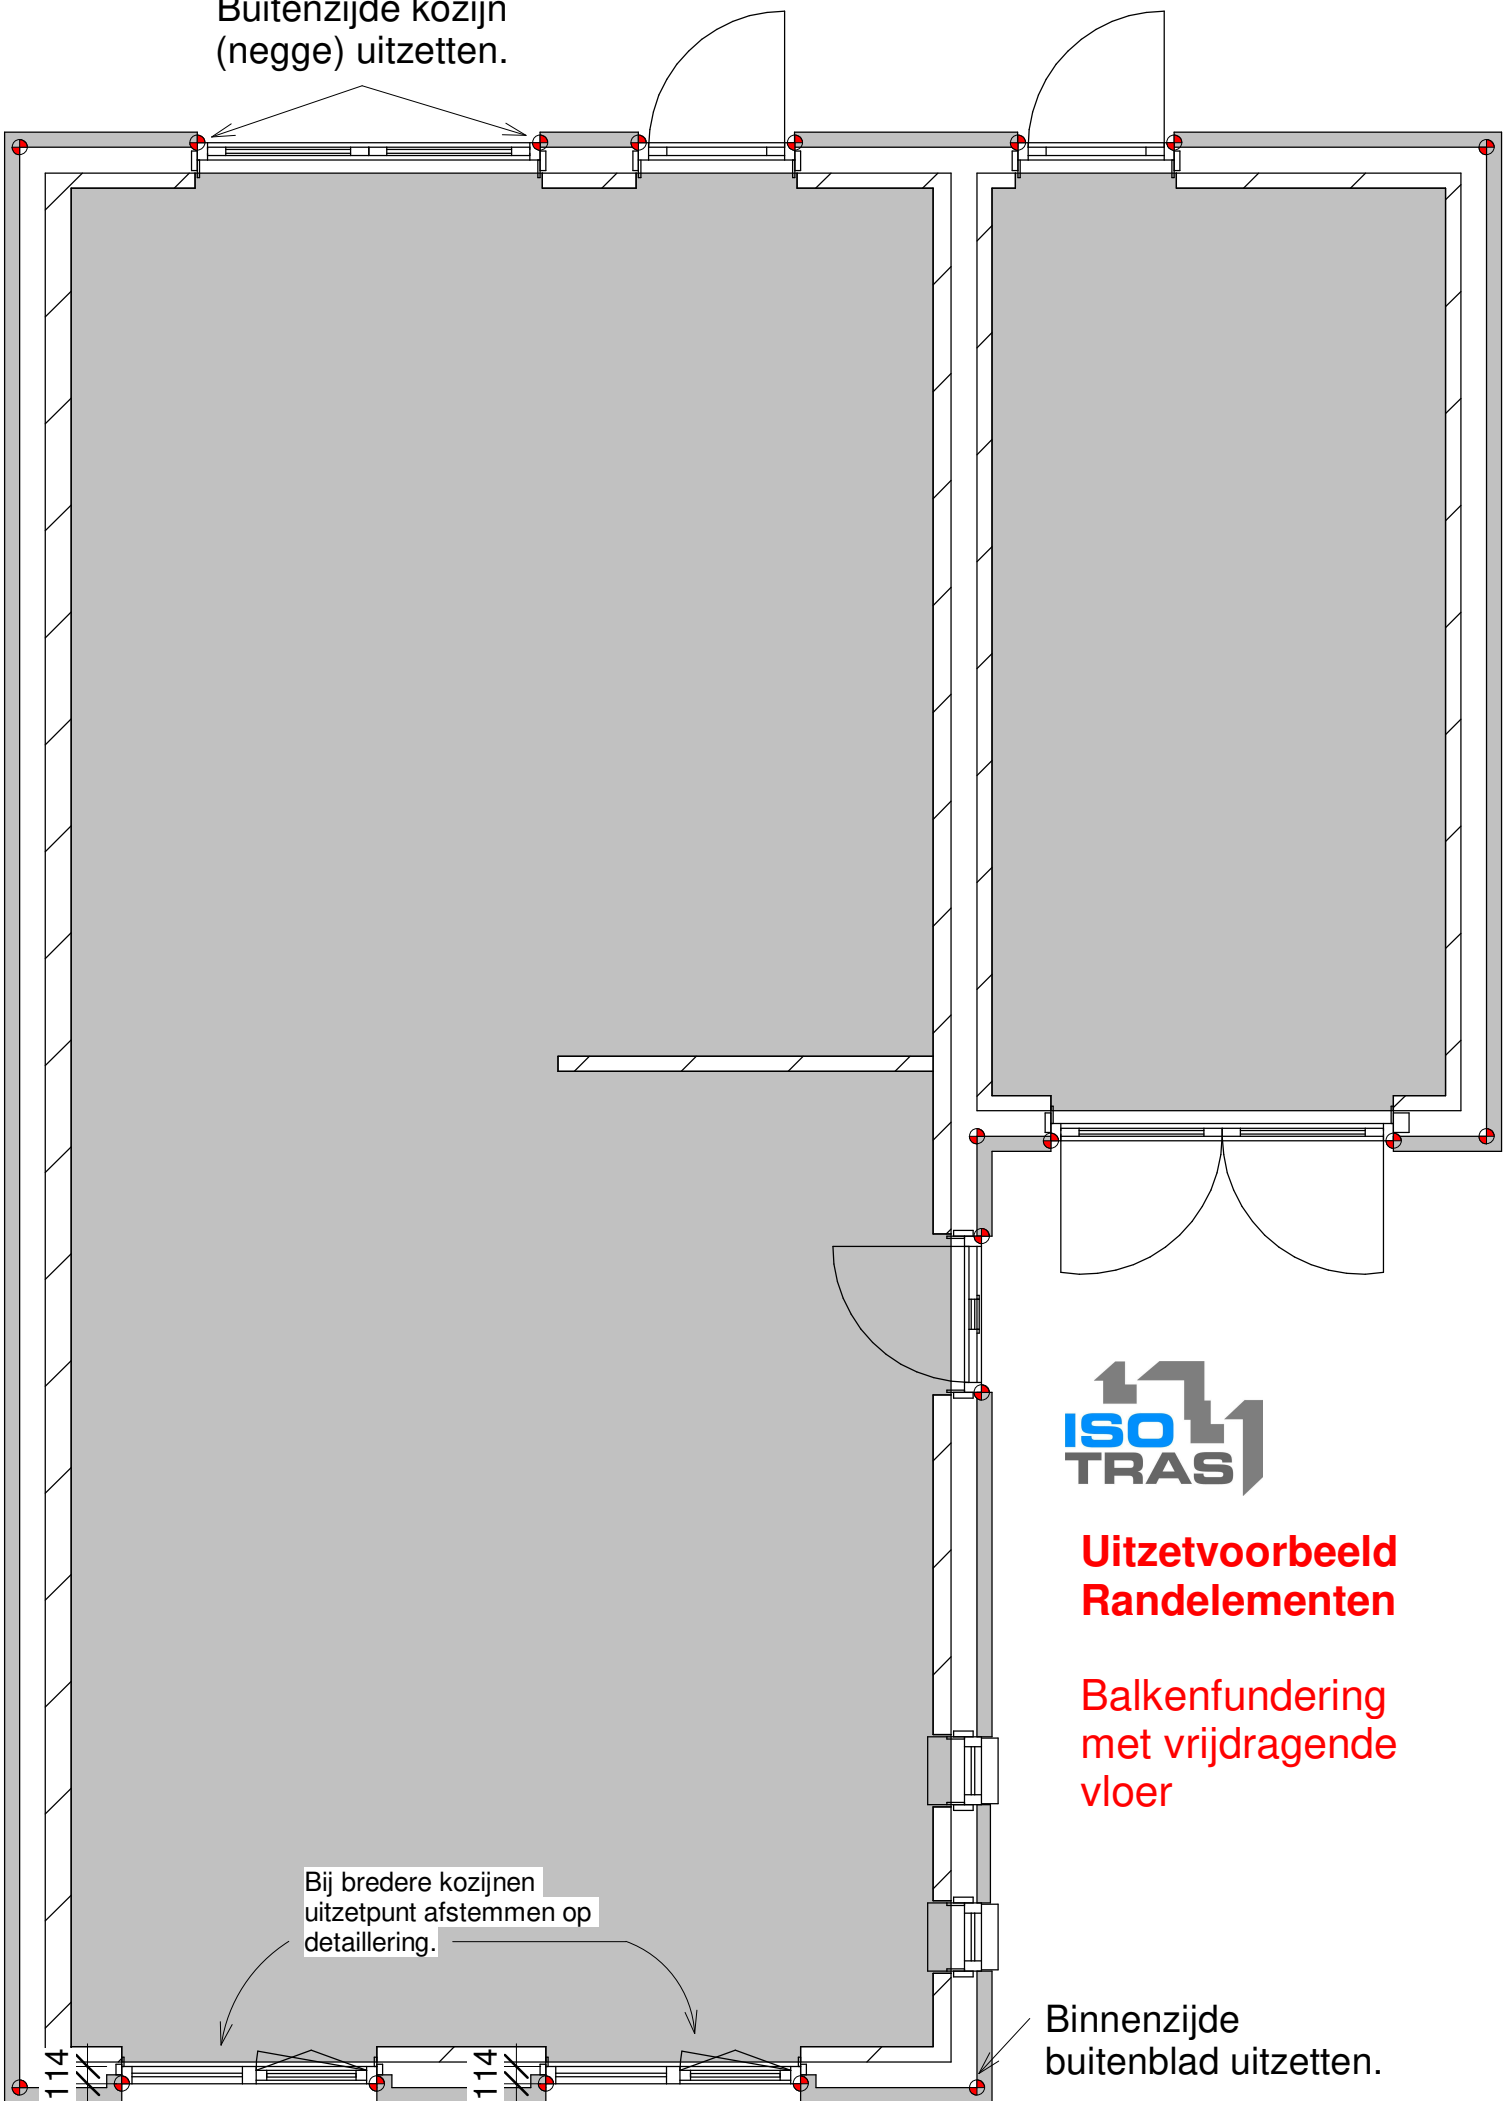 Buitenzijde kozijn
(negge) uitzetten.
ISO
TRAS
Uitzetvoorbeeld
Randelementen
Balkenfundering
met vrijdragende
vloer
Bij bredere kozijnen
uitzetpunt afstemmen op
detaillering.
Binnenzijde
buitenblad uitzetten.
114
114